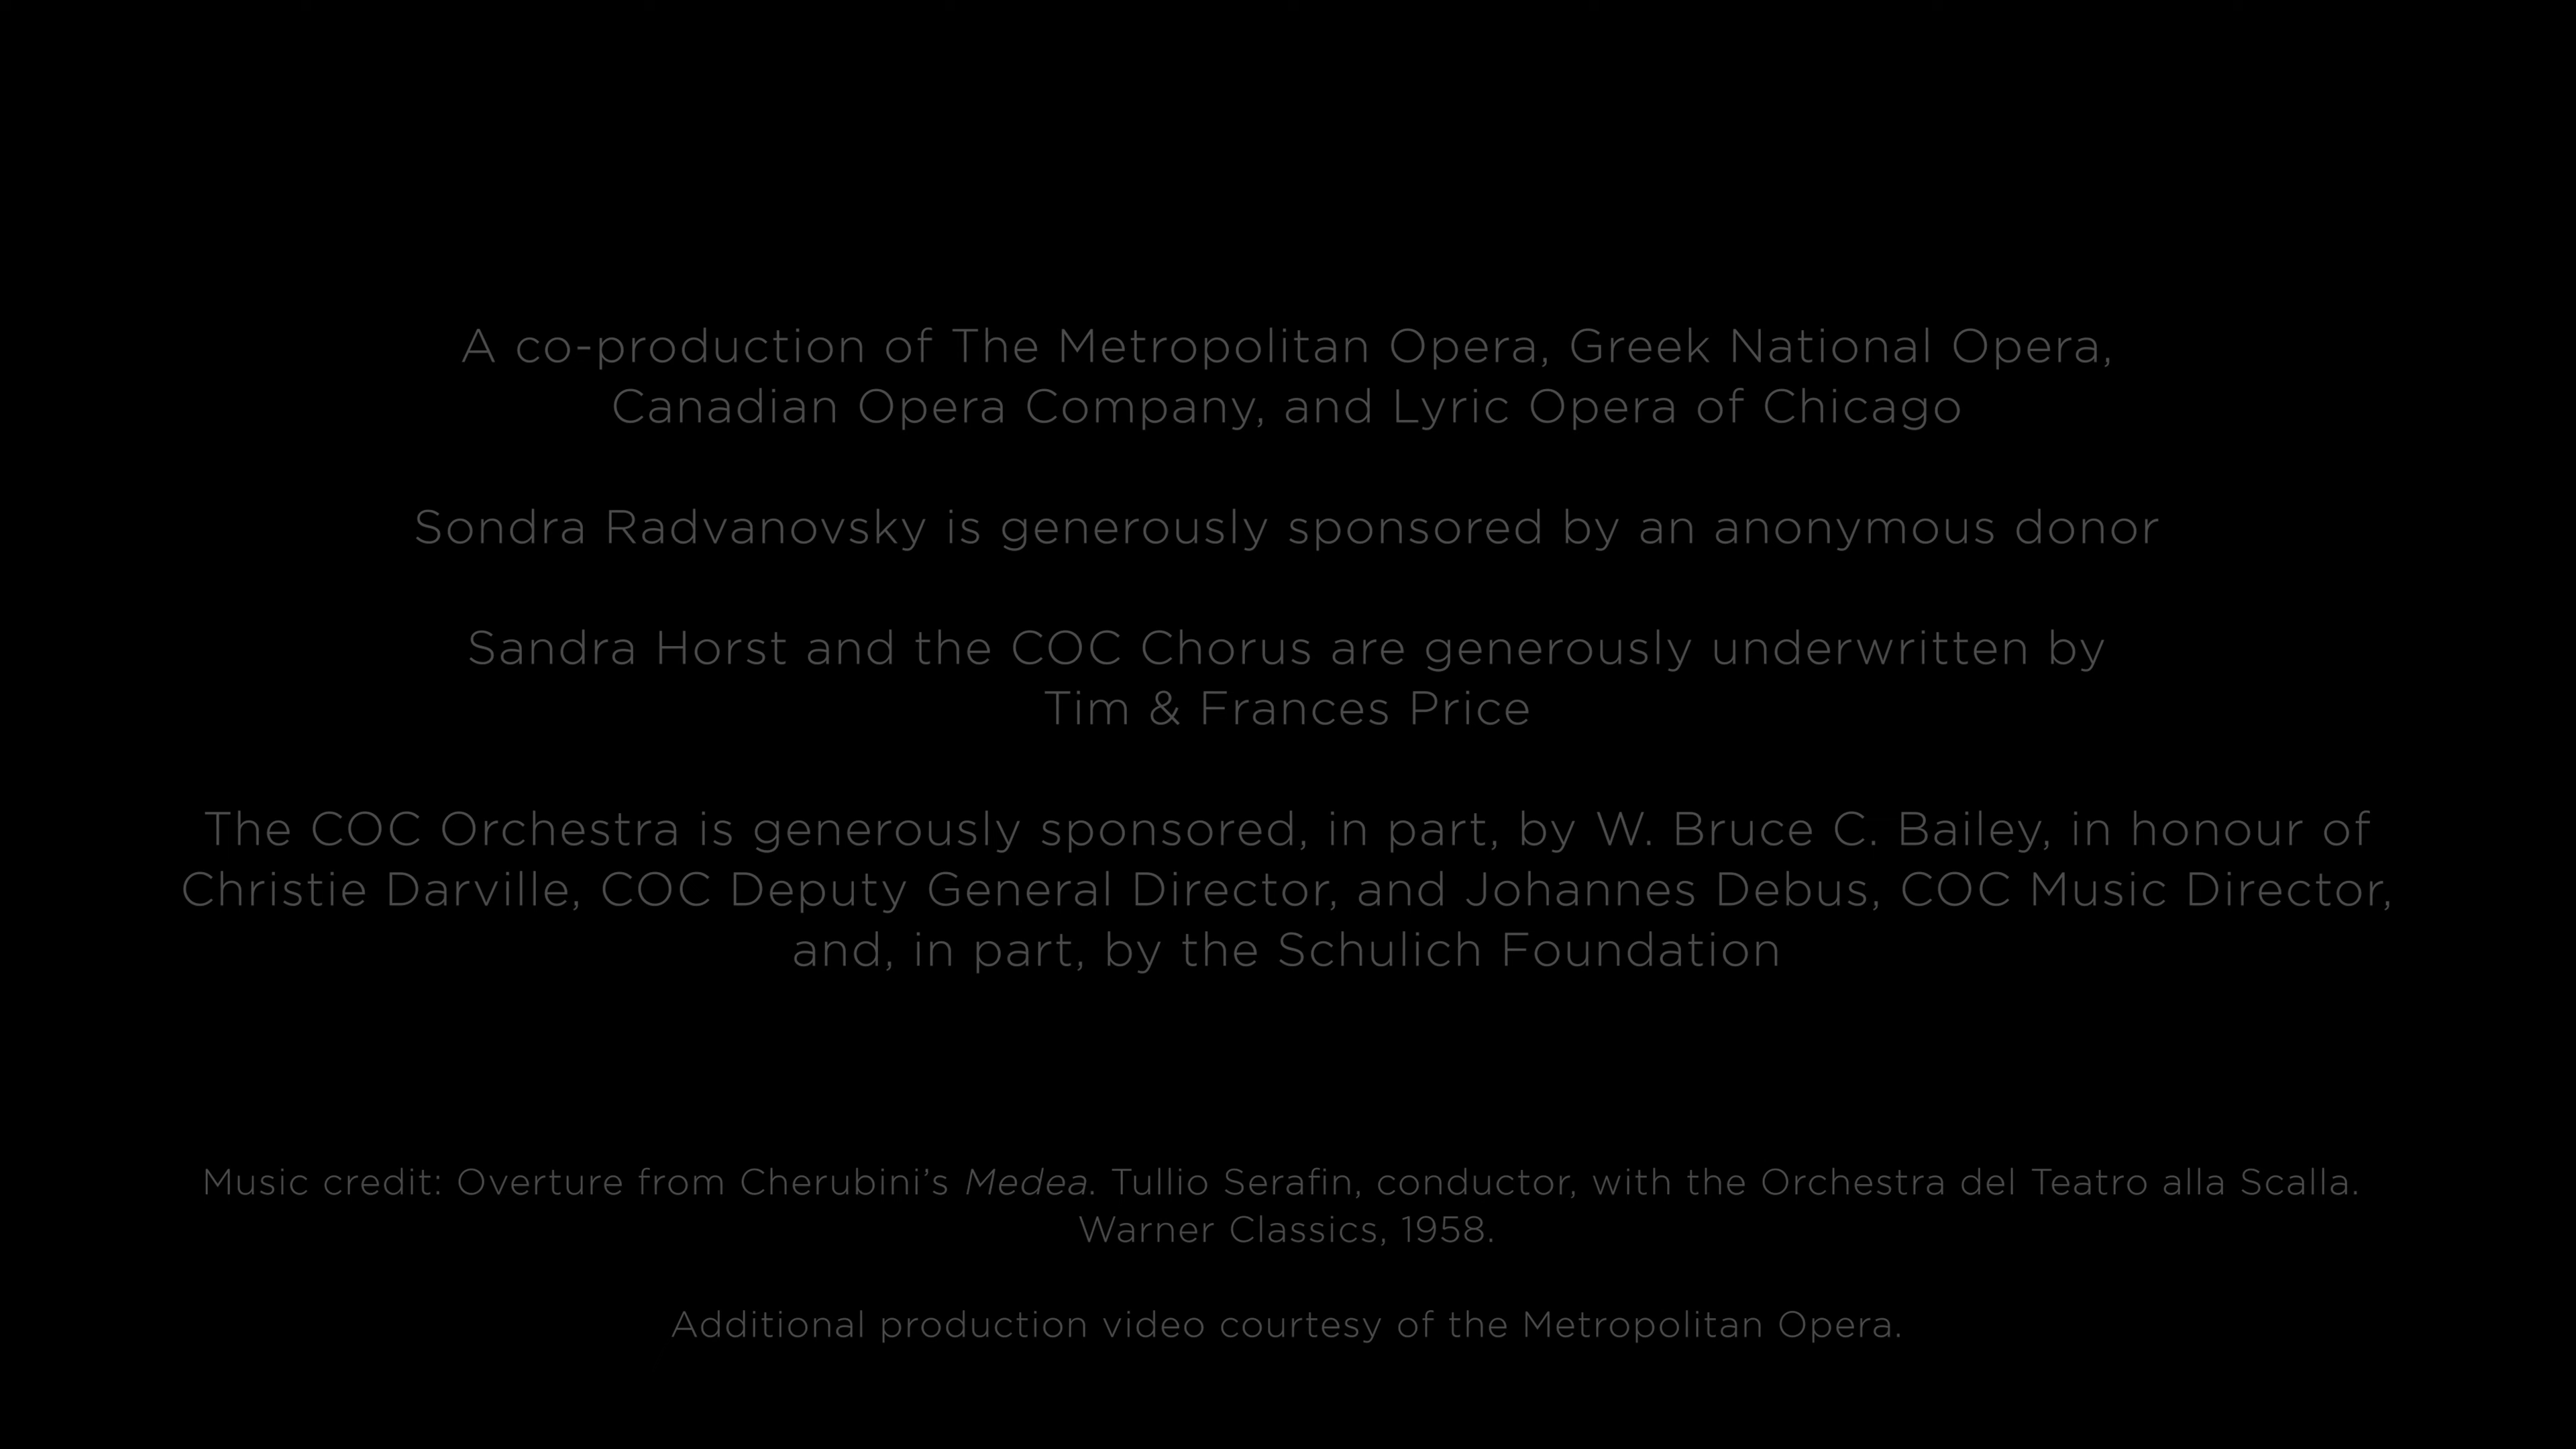 A co-production of The Metropolitan Opera, Greek National Opera,
Canadian Opera Company, and Lyric Opera of Chicago
Sondra Radvanovsky is generously sponsored by an anonymous donor
Sandra Horst and the COC Chorus are generously underwritten by
Tim & Frances Price
The COC Orchestra is generously sponsored, in part, by W. Bruce C. Bailey, in honour of
Christie Darville, COC Deputy General Director, and Johannes Debus, COC Music Director,
and, in part, by the Schulich Foundation
Music credit: Overture from Cherubini’s Medea. Tullio Serafin, conductor, with the Orchestra del Teatro alla Scalla.
Warner Classics, 1958.
Additional production video courtesy of the Metropolitan Opera.